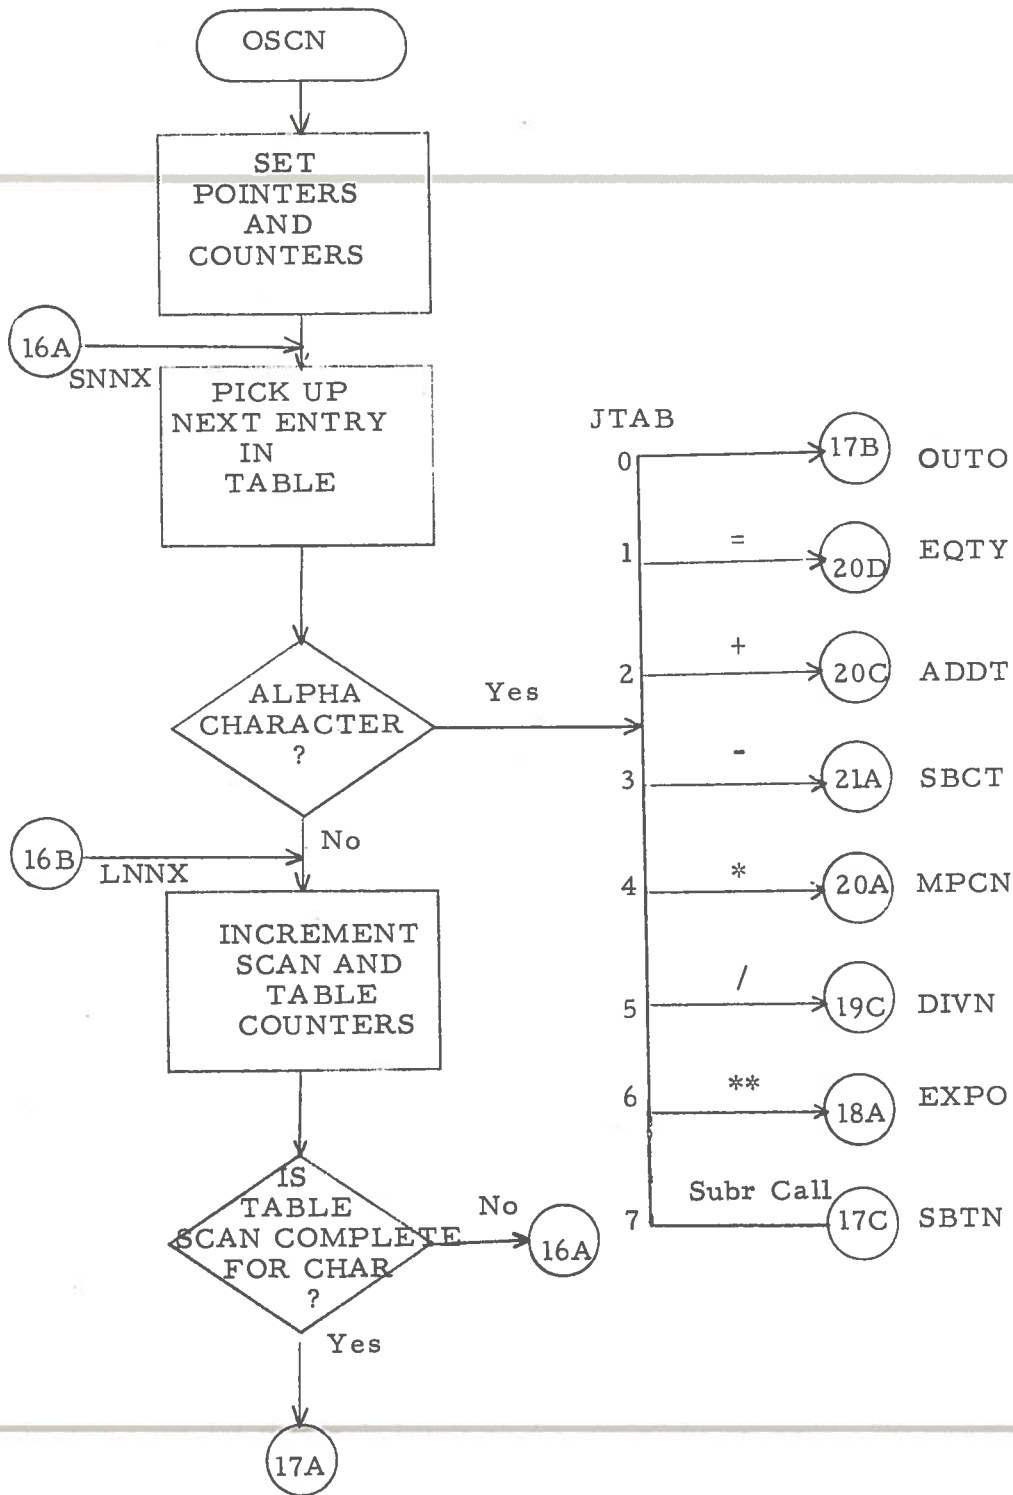 OSCN
SET
POINTERS
AND
COUNTERS
16A
SNNX
PICK UP
NEXT ENTRY
IN
TABLE
ALPHA
CHARACTER
?
Yes
No
16B
LNNX
INCREMENT
SCAN AND
TABLE
COUNTERS
IS
TABLE
SCAN COMPLETE
FOR CHAR
?
No
16A
Yes
17A
JTAB
0 17B OUTO
1 = 20D EQTY
2 + 20C ADDT
3 - 21A SBCT
4 * 20A MPCN
5 / 19C DIVN
6 ** 18A EXPO
7 Subr Call 17C SBTN